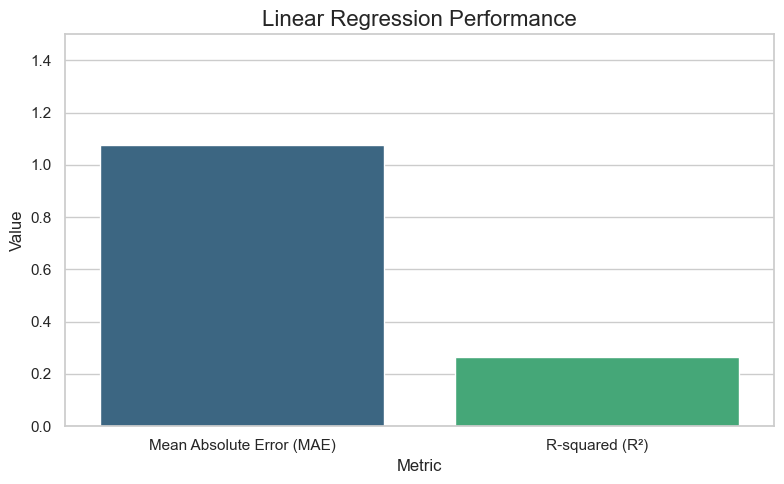 Linear Regression Performance
Value
1.4
1.2
1.0
0.8
0.6
0.4
0.2
0.0
Mean Absolute Error (MAE)
R-squared (R²)
Metric